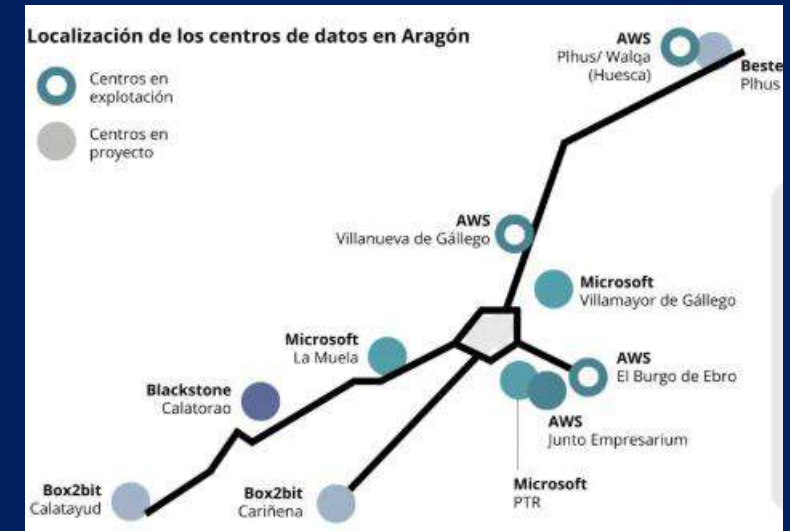 Localización de los centros de datos en Aragón
Centros en
explotación
Centros en
proyecto
AWS
Plhus/ Walqa
(Huesca)
Beste
Plhus
AWS
Villanueva de Gállego
Microsoft
Villamayor de Gállego
Microsoft
La Muela
AWS
El Burgo de Ebro
Blackstone
Calatorao
AWS
Junto Empresarium
Microsoft
PTR
Box2bit
Calatayud
Box2bit
Cariñena